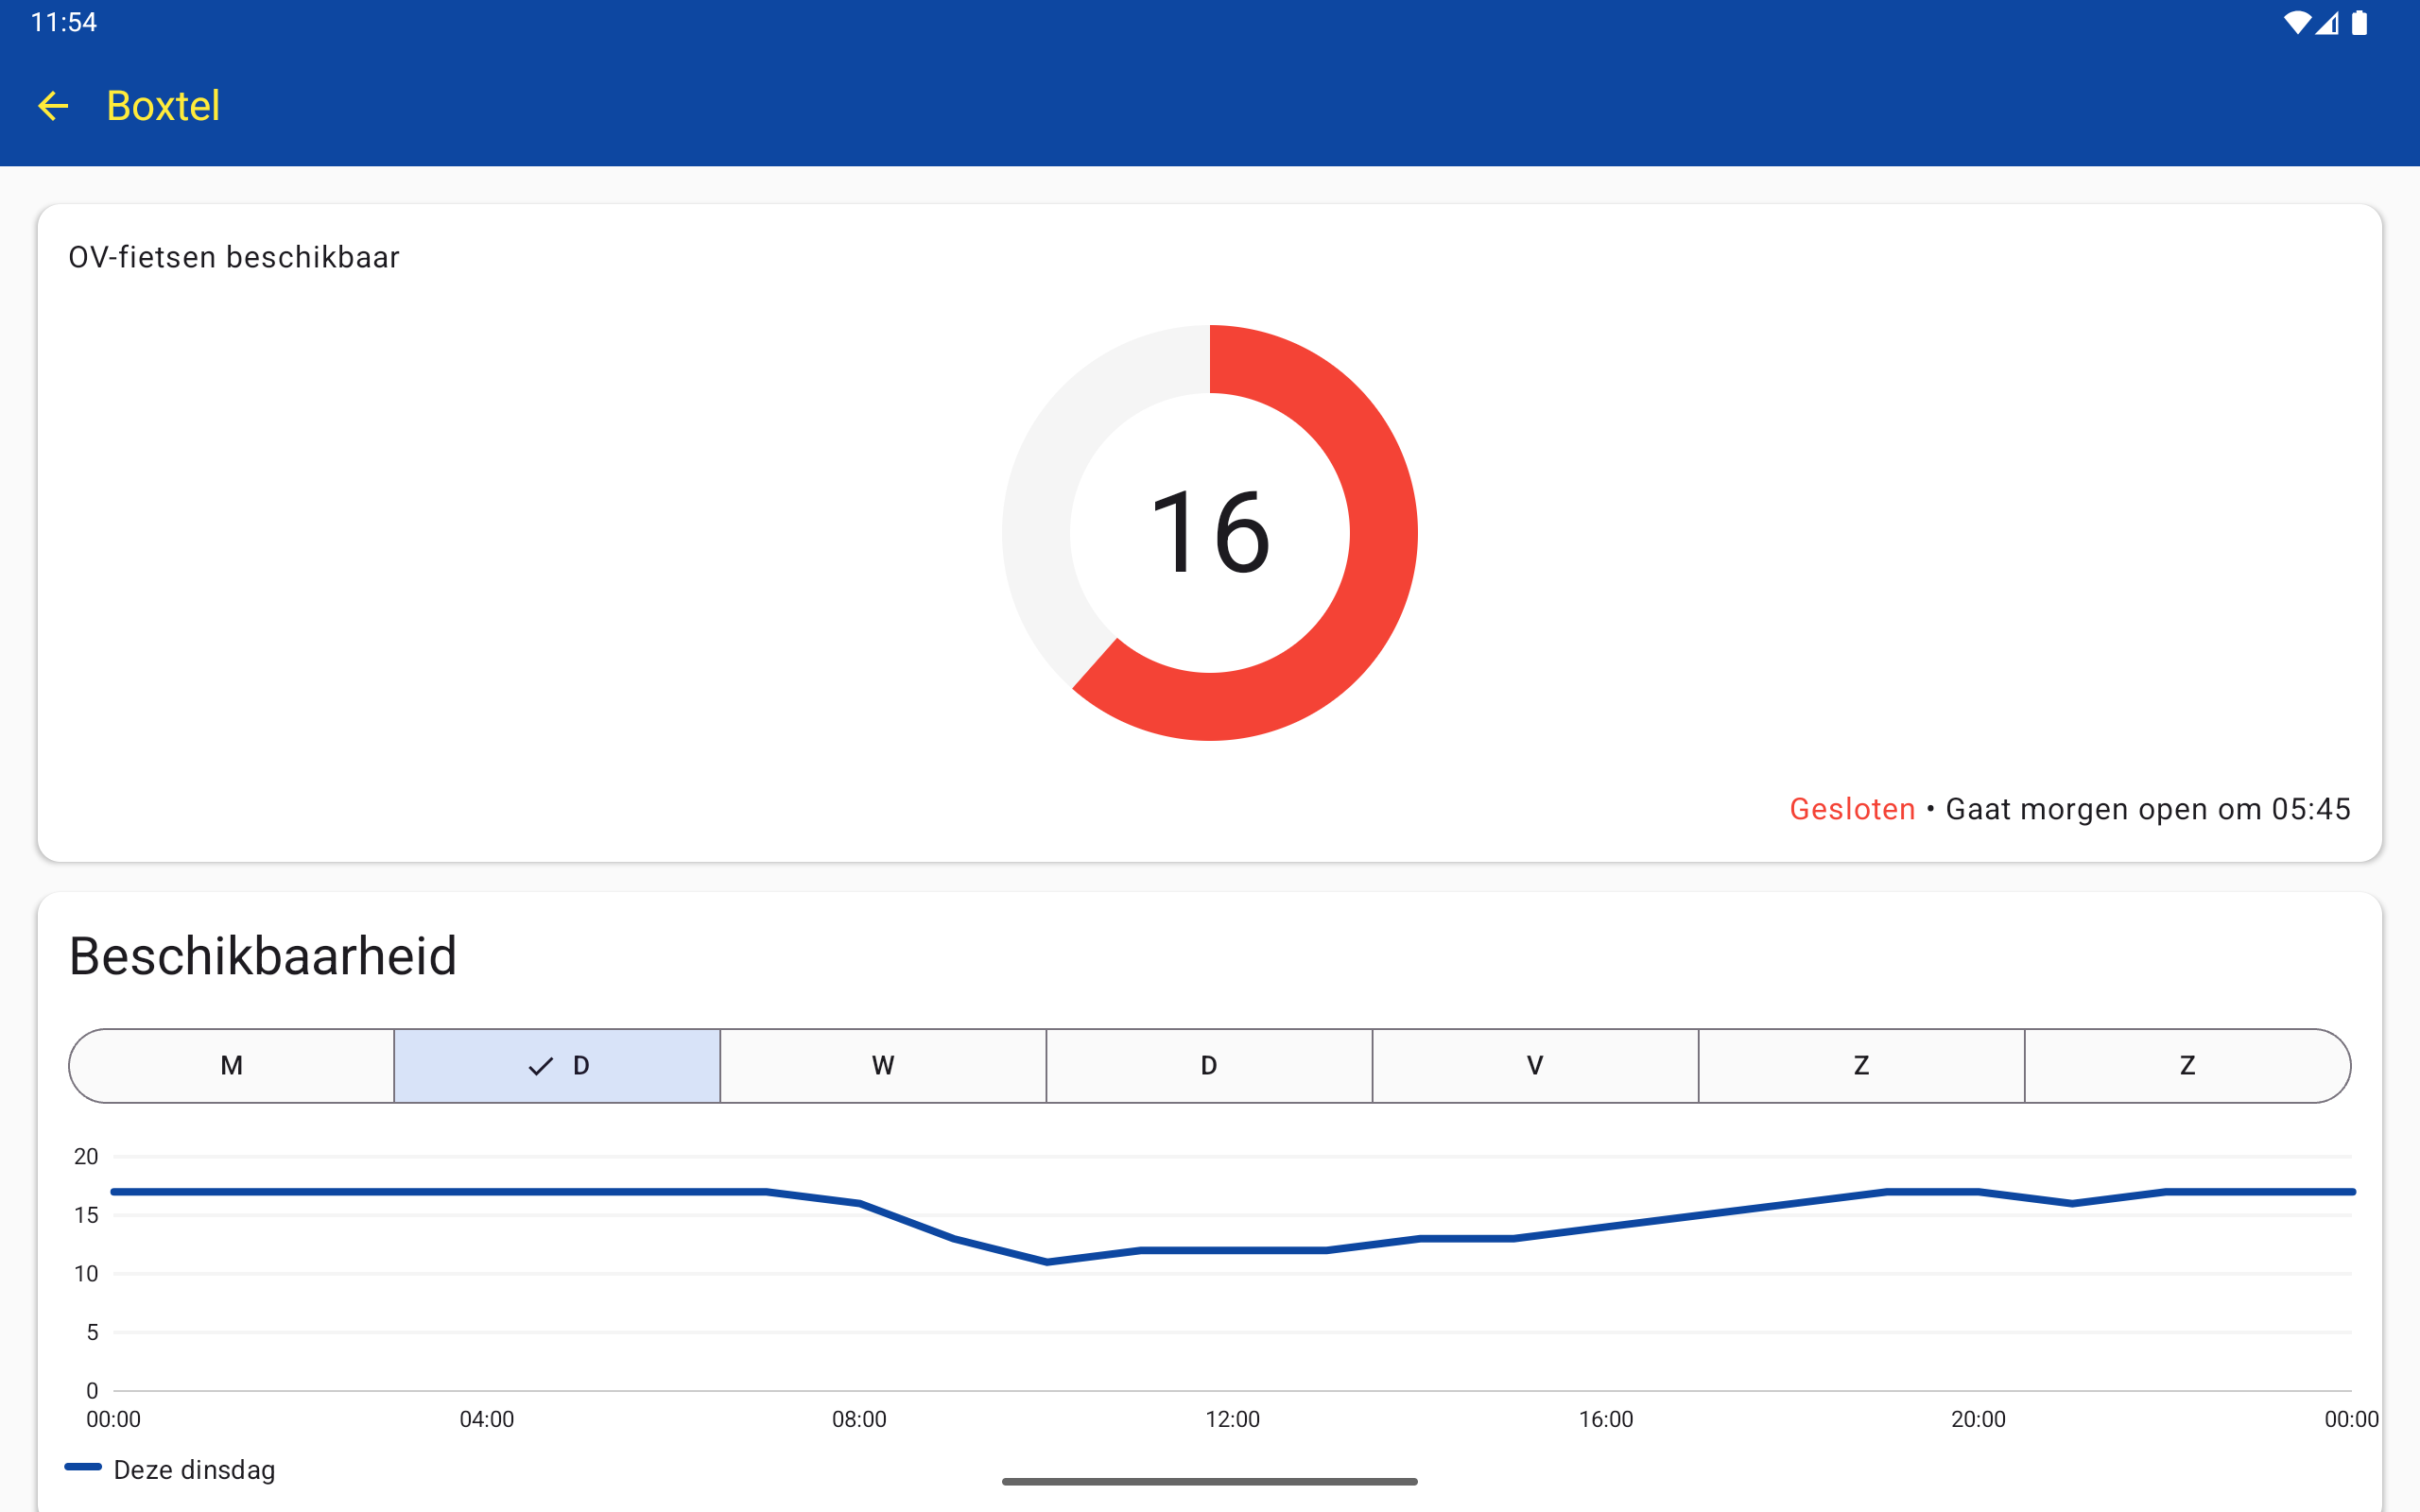 11:54
Boxtel
OV-fietsen beschikbaar
16
Gesloten • Gaat morgen open om 05:45
Beschikbaarheid
M D W D V Z Z
20
15
10
5
0
00:00 04:00 08:00 12:00 16:00 20:00 00:00
Deze dinsdag